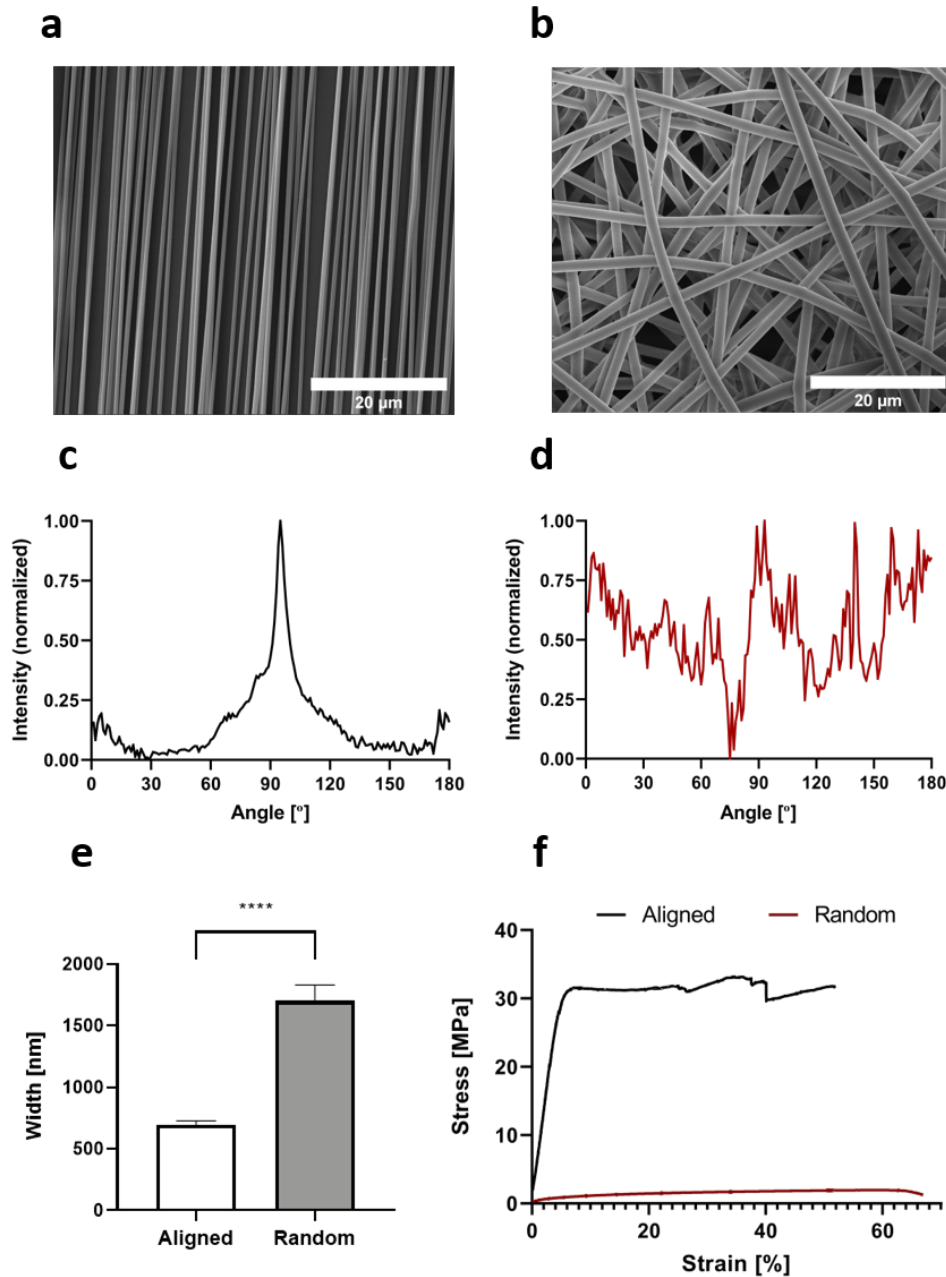 a
b
20 µm
20 µm
c
d
Intensity (normalized)
1.00
0.75
0.50
0.25
0.00
0 30 60 90 120 150 180
Angle [º]
Intensity (normalized)
1.00
0.75
0.50
0.25
0.00
0 30 60 90 120 150 180
Angle [º]
e
f
****
Width [nm]
2000
1500
1000
500
0
Aligned Random
Aligned Random
Stress [MPa]
40
30
20
10
0
0 20 40 60
Strain [%]